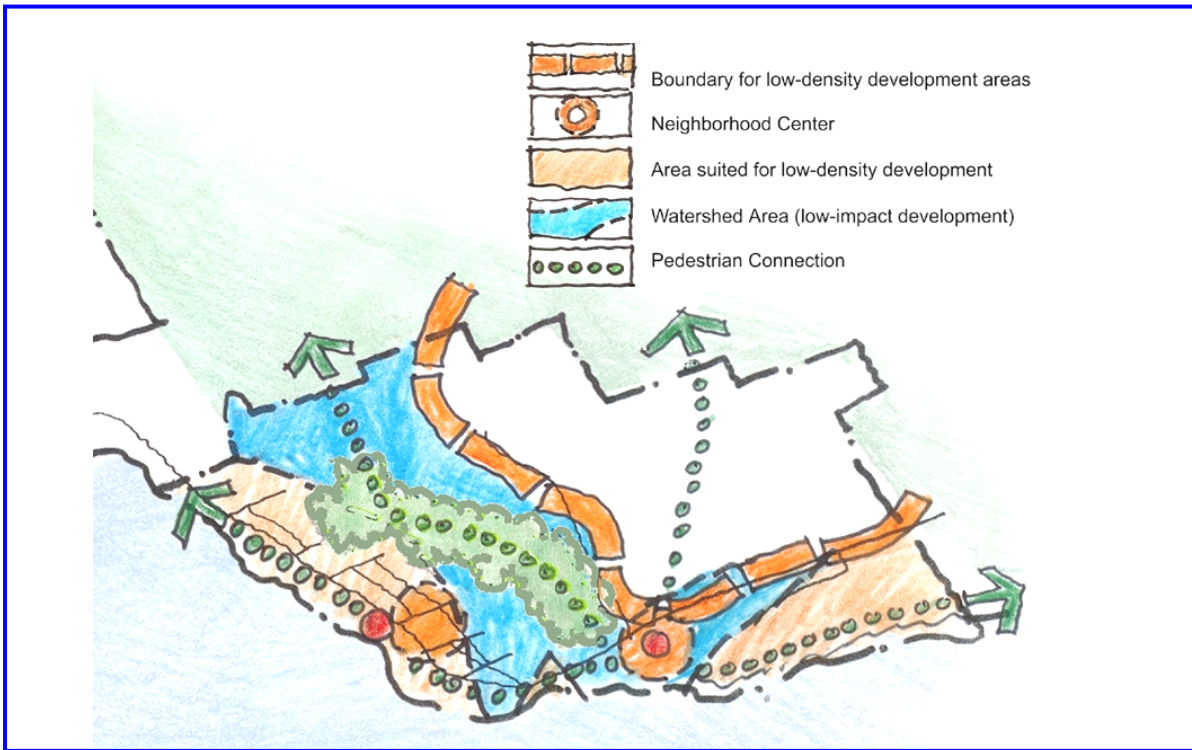 Boundary for low-density development areas
Neighborhood Center
Area suited for low-density development
Watershed Area (low-impact development)
Pedestrian Connection